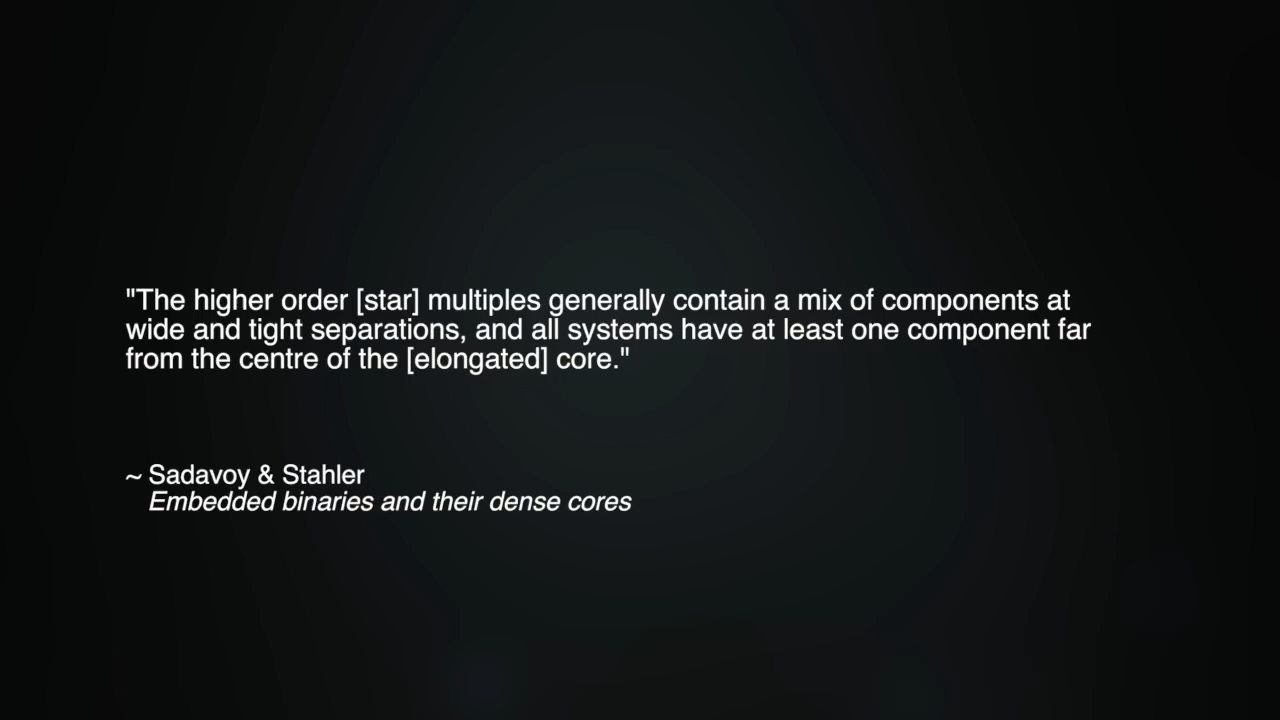 "The higher order [star] multiples generally contain a mix of components at
wide and tight separations, and all systems have at least one component far
from the centre of the [elongated] core."
~ Sadavoy & Stahler
Embedded binaries and their dense cores